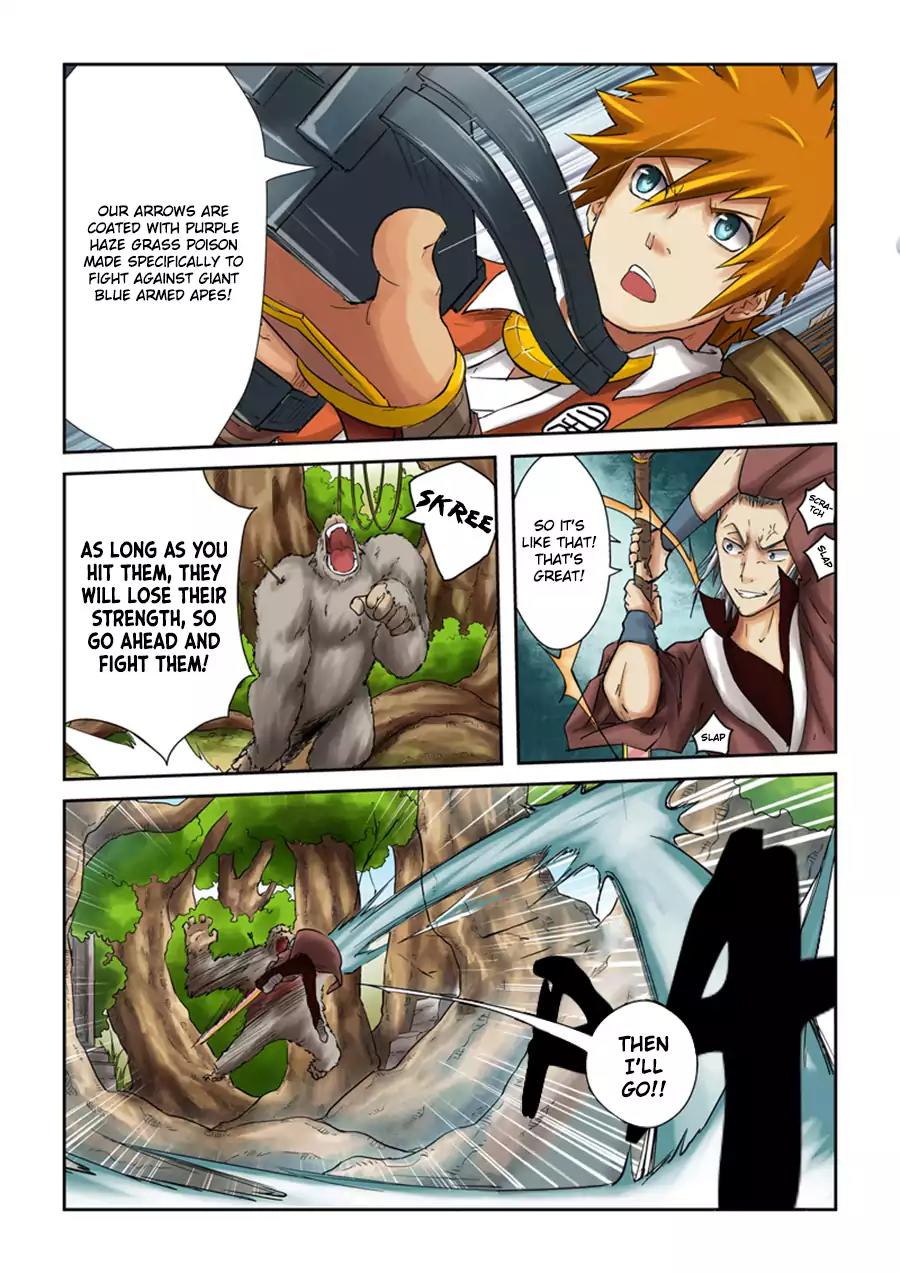 OUR ARROWS ARE
COATED WITH PURPLE
HAZE GRASS POISON
MADE SPECIFICALLY TO
FIGHT AGAINST GIANT
BLUE ARMED APES!
SKREE
AS LONG AS YOU
HIT THEM, THEY
WILL LOSE THEIR
STRENGTH, SO
GO AHEAD AND
FIGHT THEM!
SO IT'S
LIKE THAT!
THAT'S
GREAT!
SCRA-
TCH
SLAP
SLAP
THEN
I'LL
GO!!